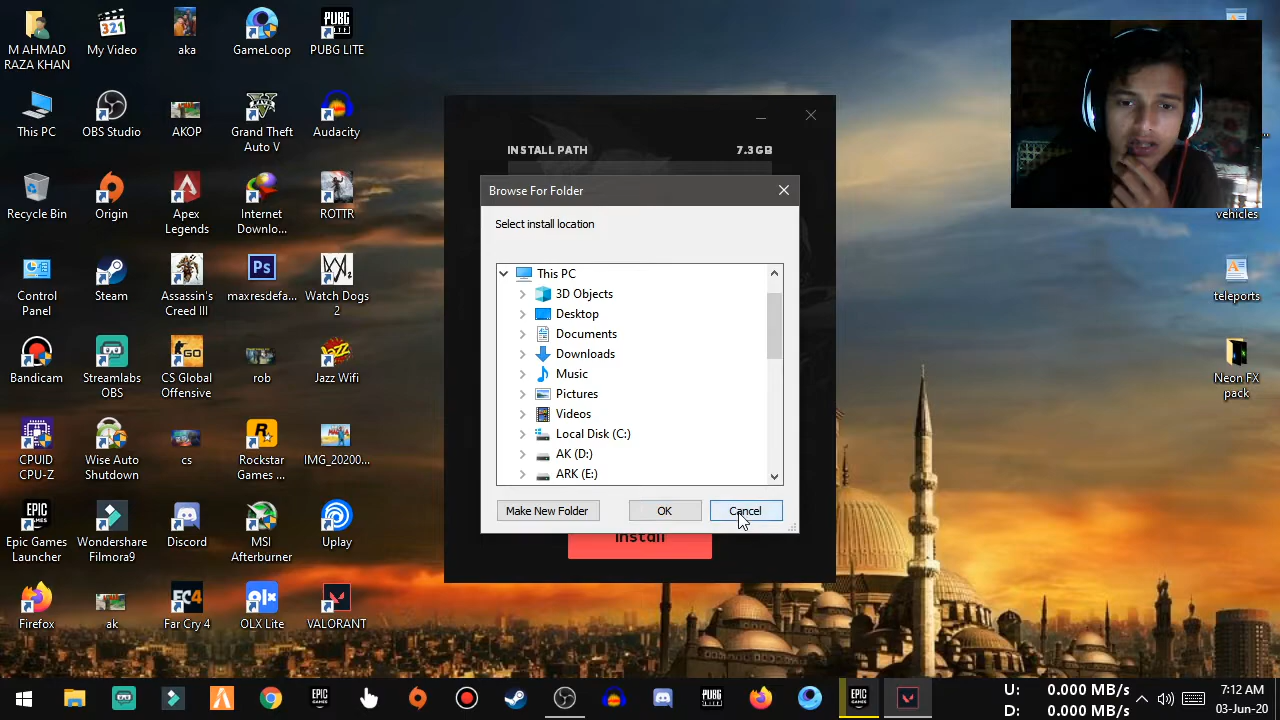 M AHMAD
RAZA KHAN
My Video
aka
GameLoop
PUBG LITE
This PC
OBS Studio
AKOP
Grand Theft
Auto V
Audacity
Recycle Bin
Origin
Apex
Legends
Internet
Downlo...
ROTTR
Control
Panel
Steam
Assassin's
Creed III
Ps
maxresdefa...
Watch Dogs
2
Bandicam
Streamlabs
OBS
CS Global
Offensive
rob
Jazz Wifi
CPUID
CPU-Z
Wise Auto
Shutdown
cs
Rockstar
Games ...
IMG_20200...
Epic Games
Launcher
Wondershare
Filmora9
Discord
MSI
Afterburner
Uplay
Firefox
ak
Far Cry 4
OLX Lite
VALORANT
INSTALL PATH 7.3GB
Browse For Folder
Select install location
This PC
3D Objects
Desktop
Documents
Downloads
Music
Pictures
Videos
Local Disk (C:)
AK (D:)
ARK (E:)
Make New Folder OK Cancel
Install
vehicles
teleports
Neon FX
pack
U: 0.000 MB/s
D: 0.000 MB/s
7:12 AM
03-Jun-20